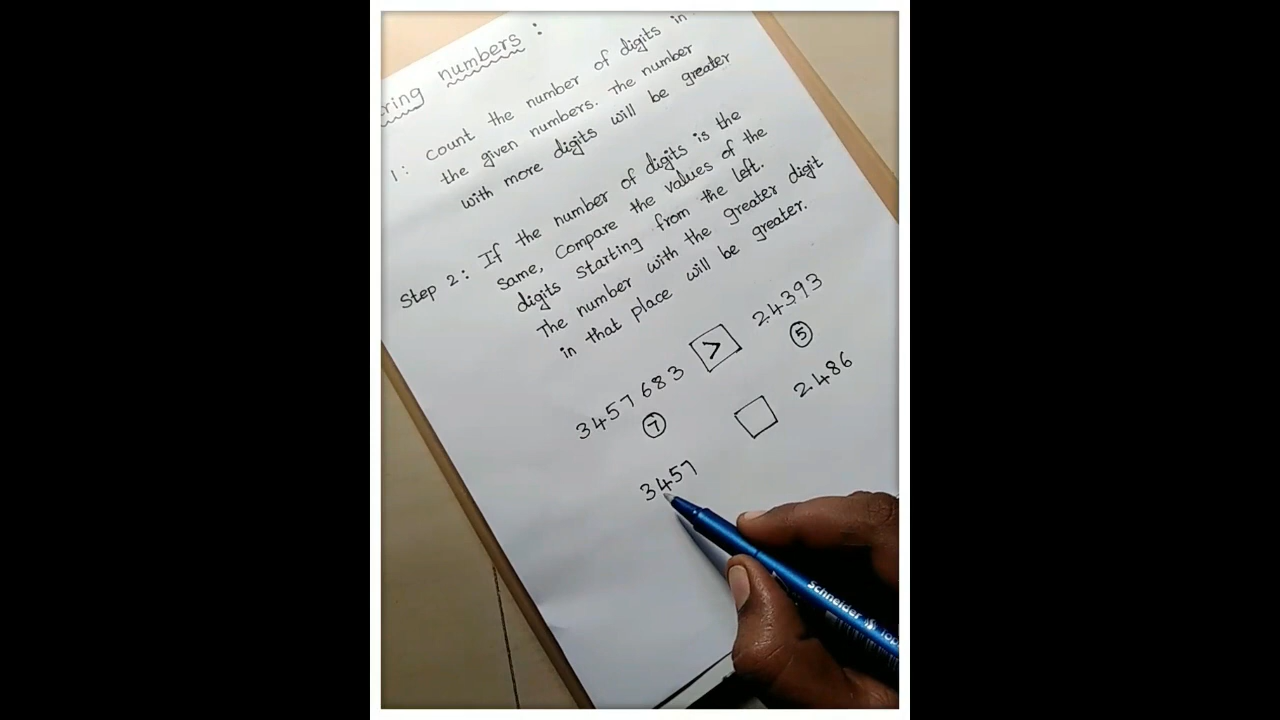 numbers :
1 : Count the number of digits in
the given numbers. The number
with more digits will be greater
Step 2 : If the number of digits is the
same, Compare the values of the
digits starting from the left.
The number with the greater digit
in that place will be greater.
3457683 > 24393
7 5
3457 2486
Schneider